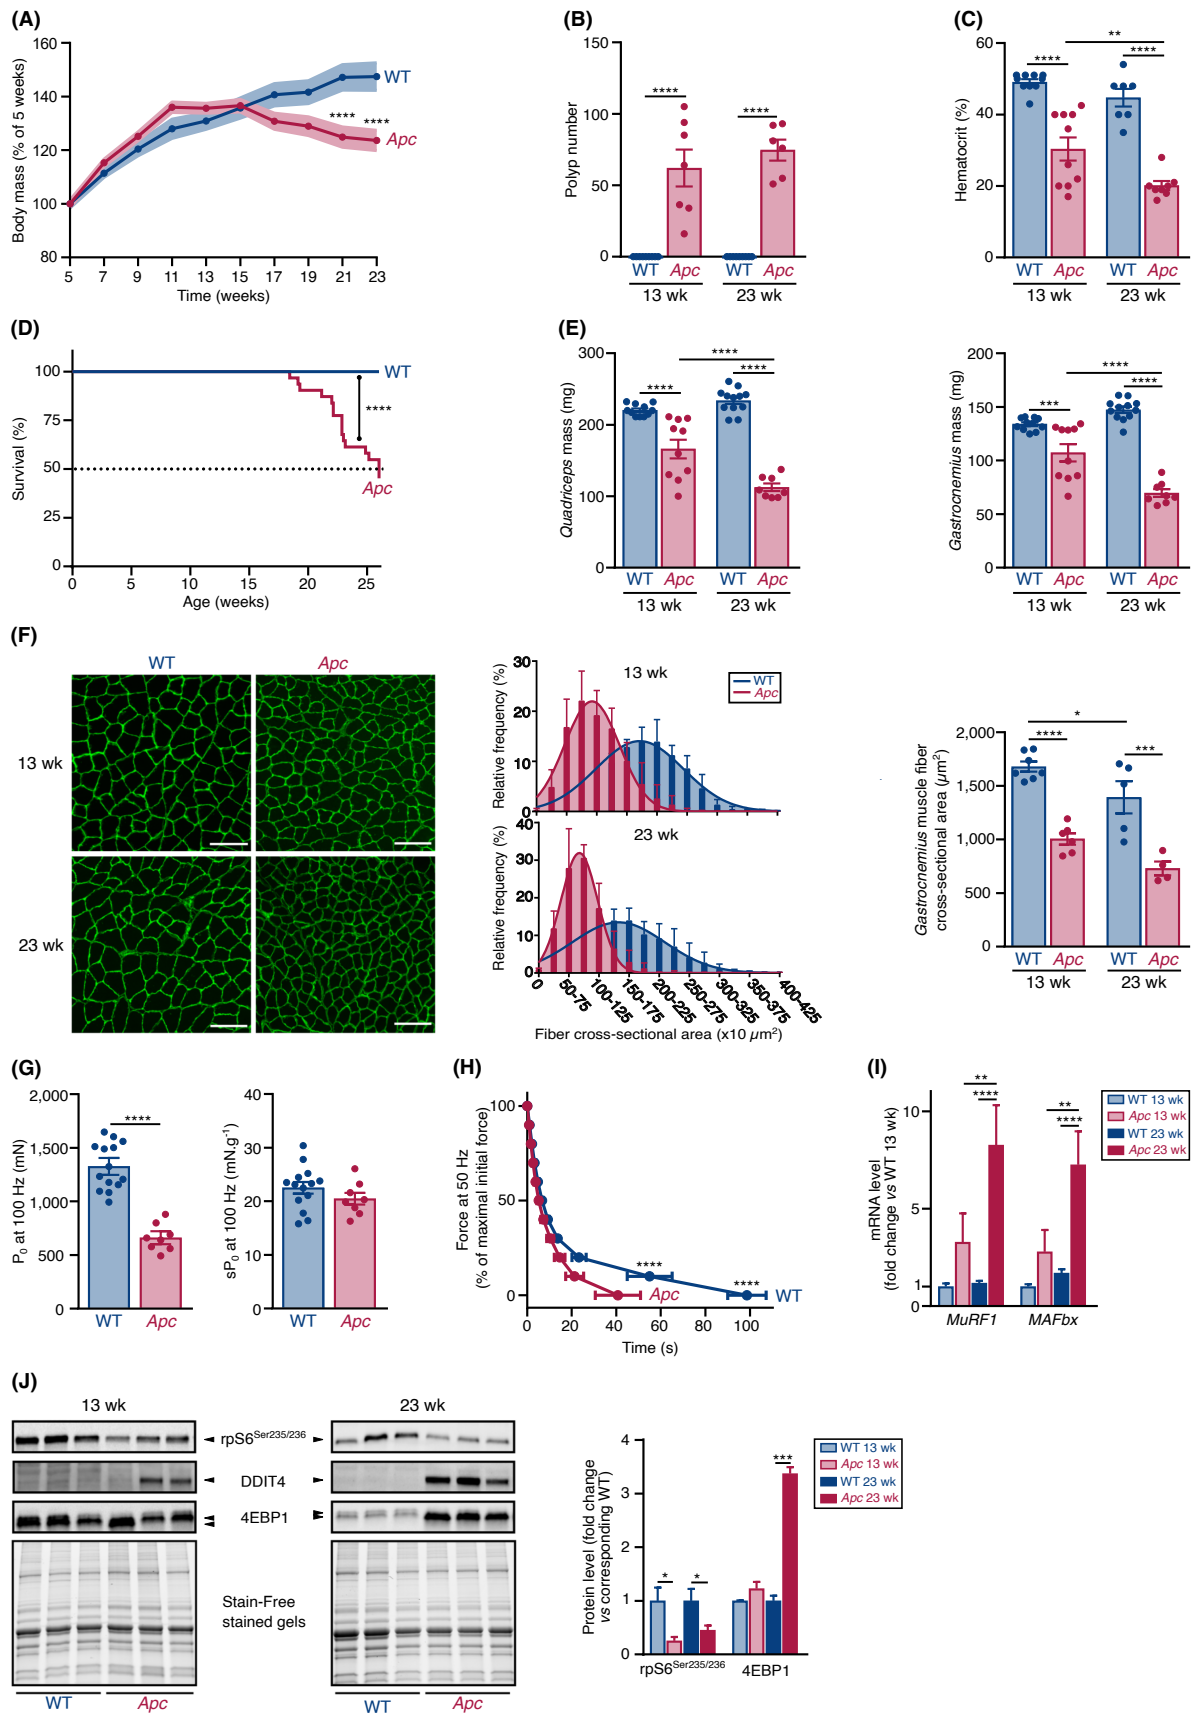 (A)
Body mass (% of 5 weeks)
160
140
120
100
80
5 7 9 11 13 15 17 19 21 23
Time (weeks)
WT
Apc
**** ****
(B)
Polyp number
150
100
50
0
**** ****
WT Apc WT Apc
13 wk 23 wk
(C)
Hematocrit (%)
60
40
20
0
**
**** ****
WT Apc WT Apc
13 wk 23 wk
(D)
Survival (%)
100
75
50
25
0
0 5 10 15 20 25
Age (weeks)
WT
****
Apc
(E)
Quadriceps mass (mg)
300
200
100
0
****
**** ****
WT Apc WT Apc
13 wk 23 wk
Gastrocnemius mass (mg)
200
150
100
50
0
****
*** ****
WT Apc WT Apc
13 wk 23 wk
(F)
WT Apc
13 wk
23 wk
Relative frequency (%)
30
20
10
0
13 wk
WT
Apc
Relative frequency (%)
40
30
20
10
0
23 wk
0 50-75 100-125 150-175 200-225 250-275 300-325 350-375 400-425
Fiber cross-sectional area (x10 µm²)
Gastrocnemius muscle fiber
cross-sectional area (µm²)
2,000
1,500
1,000
500
0
*
**** ***
WT Apc WT Apc
13 wk 23 wk
(G)
P₀ at 100 Hz (mN)
2,000
1,500
1,000
500
0
****
WT Apc
sP₀ at 100 Hz (mN.g⁻¹)
40
30
20
10
0
WT Apc
(H)
Force at 50 Hz
(% of maximal initial force)
100
50
0
0 20 40 60 80 100
Time (s)
**** ****
Apc WT
(I)
mRNA level
(fold change vs WT 13 wk)
10
5
1
0
**
****
**
****
MuRF1 MAFbx
WT 13 wk
Apc 13 wk
WT 23 wk
Apc 23 wk
(J)
13 wk 23 wk
rpS6Ser235/236
DDIT4
4EBP1
Stain-Free
stained gels
WT Apc WT Apc
Protein level (fold change
vs corresponding WT)
4
3
2
1
0
* * ***
rpS6Ser235/236 4EBP1
WT 13 wk
Apc 13 wk
WT 23 wk
Apc 23 wk